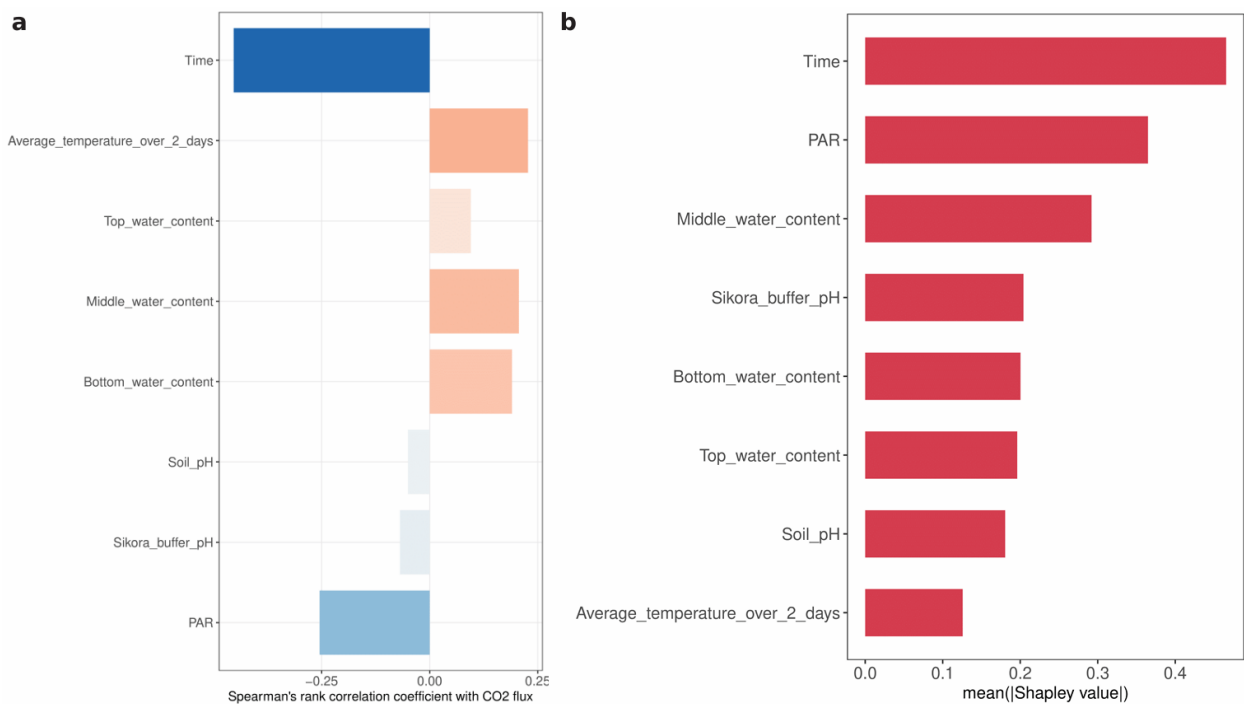 a
Time
Average_temperature_over_2_days
Top_water_content
Middle_water_content
Bottom_water_content
Soil_pH
Sikora_buffer_pH
PAR
−0.25 0.00 0.25
Spearman's rank correlation coefficient with CO2 flux
b
Time
PAR
Middle_water_content
Sikora_buffer_pH
Bottom_water_content
Top_water_content
Soil_pH
Average_temperature_over_2_days
0.0 0.1 0.2 0.3 0.4
mean(|Shapley value|)